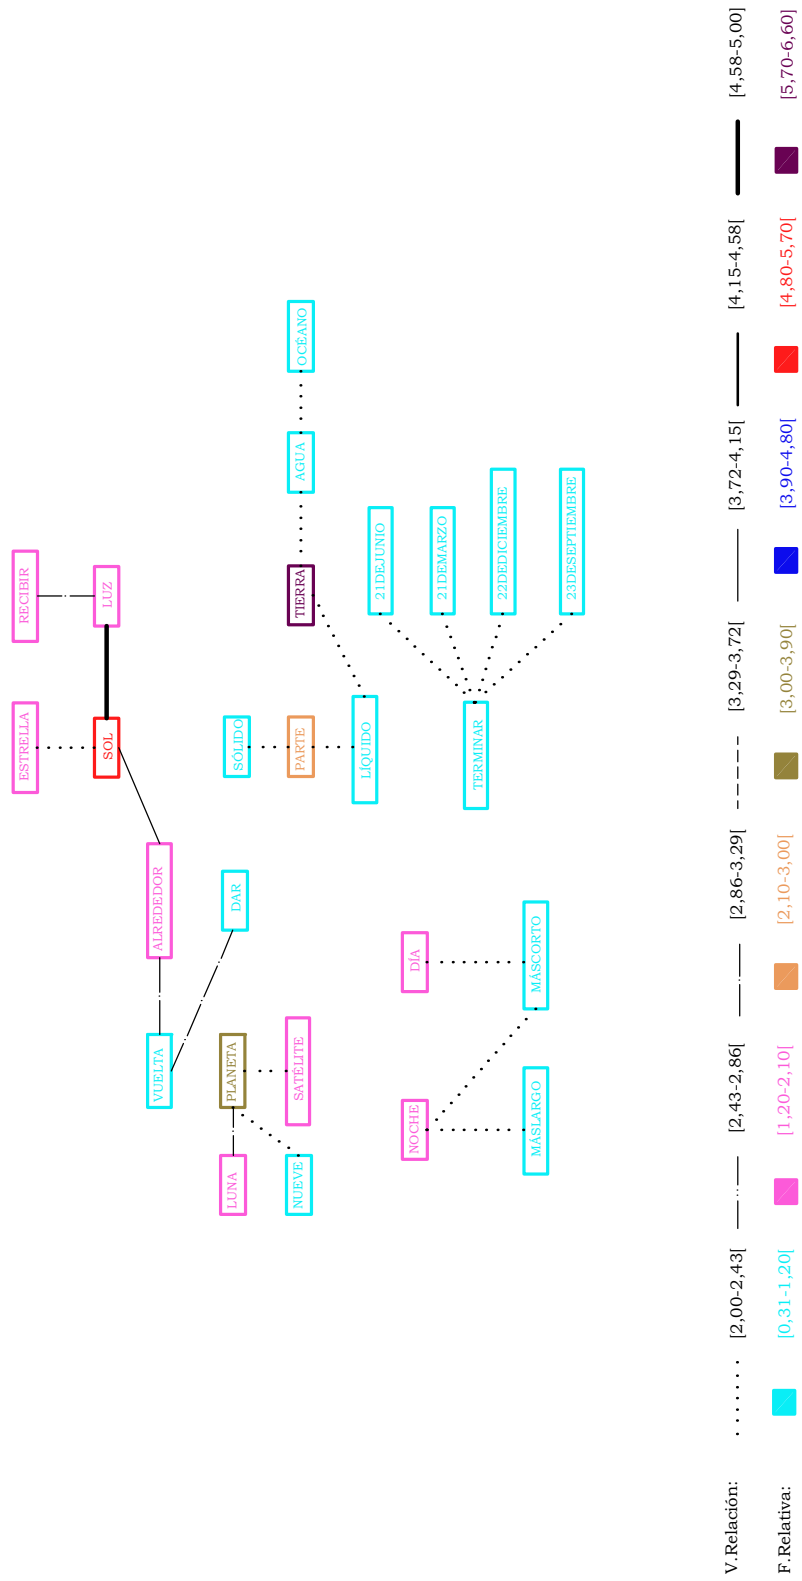 ESTRELLA
RECIBIR
SOL
LUZ
VUELTA
ALREDEDOR
LUNA
PLANETA
DAR
SÓLIDO
NUEVE
SATÉLITE
PARTE
TIERRA
AGUA
OCÉANO
LÍQUIDO
21DEJUNIO
NOCHE
DÍA
21DEMARZO
TERMINAR
22DEDICIEMBRE
MÁSLARGO
MÁSCORTO
23DESEPTIEMBRE
V.Relación: [2,00-2,43[ [2,43-2,86[ [2,86-3,29[ [3,29-3,72[ [3,72-4,15[ [4,15-4,58[ [4,58-5,00]
F.Relativa: [0,31-1,20[ [1,20-2,10[ [2,10-3,00[ [3,00-3,90[ [3,90-4,80[ [4,80-5,70[ [5,70-6,60]